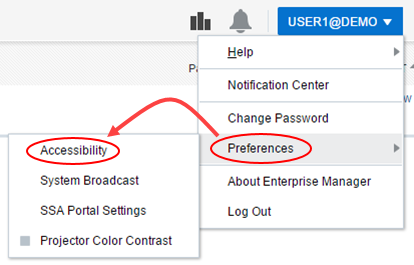 USER1@DEMO
Help
Pa
Notification Center
Change Password
Accessibility
Preferences
System Broadcast
About Enterprise Manager
SSA Portal Settings
Log Out
Projector Color Contrast